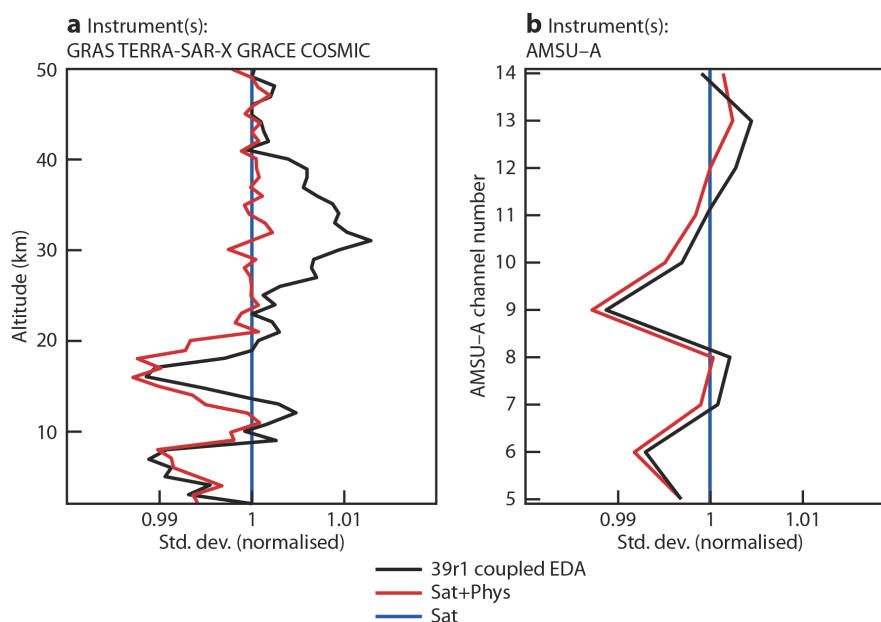 a Instrument(s):
GRAS TERRA-SAR-X GRACE COSMIC
50
40
30
20
10
Altitude (km)
0.99 1 1.01
Std. dev. (normalised)
b Instrument(s):
AMSU–A
14
13
12
11
10
9
8
7
6
5
AMSU–A channel number
0.99 1 1.01
Std. dev. (normalised)
39r1 coupled EDA
Sat+Phys
Sat